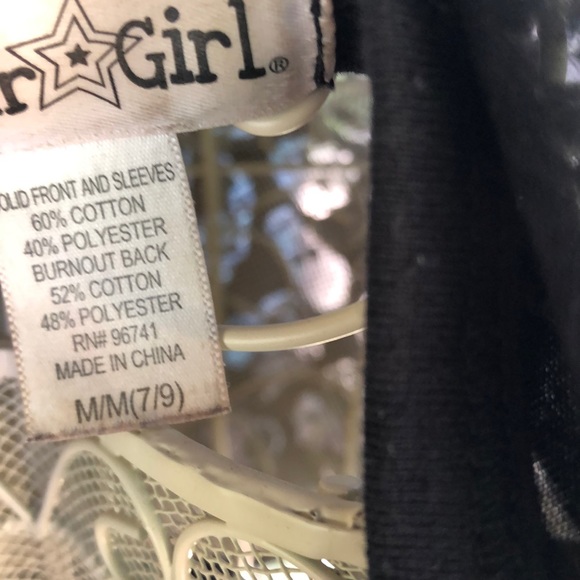 Girl®
OLID FRONT AND SLEEVES
60% COTTON
40% POLYESTER
BURNOUT BACK
52% COTTON
48% POLYESTER
RN# 96741
MADE IN CHINA
M/M(7/9)